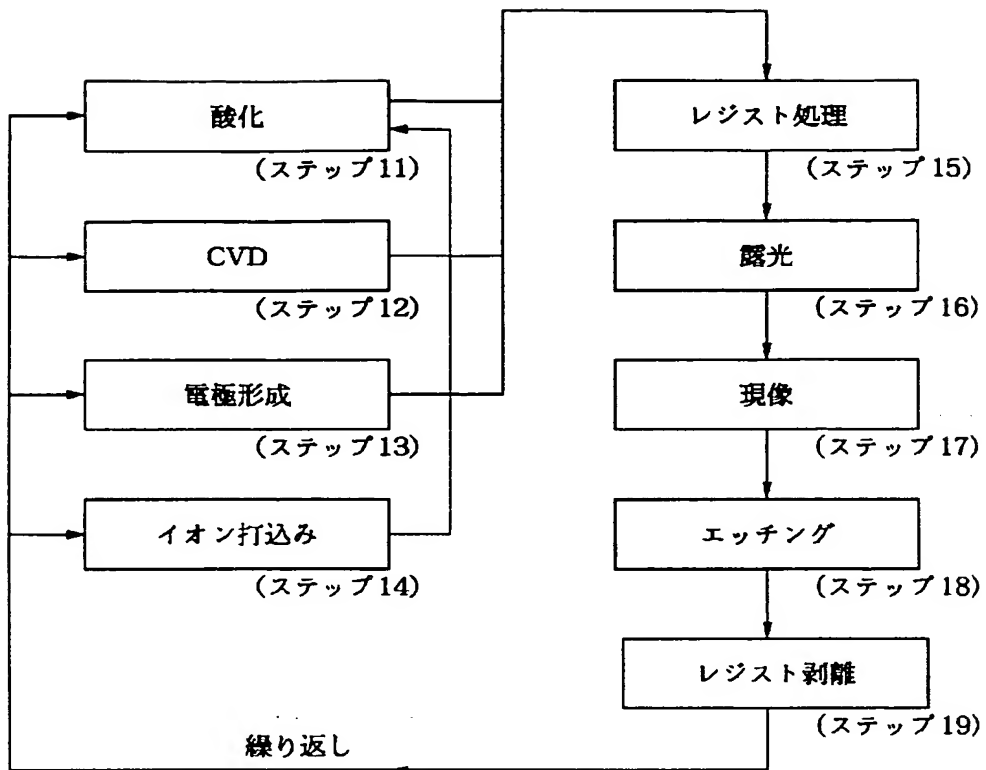 酸化
(ステップ11)
CVD
(ステップ12)
電極形成
(ステップ13)
イオン打込み
(ステップ14)
レジスト処理
(ステップ15)
露光
(ステップ16)
現像
(ステップ17)
エッチング
(ステップ18)
レジスト剥離
(ステップ19)
繰り返し